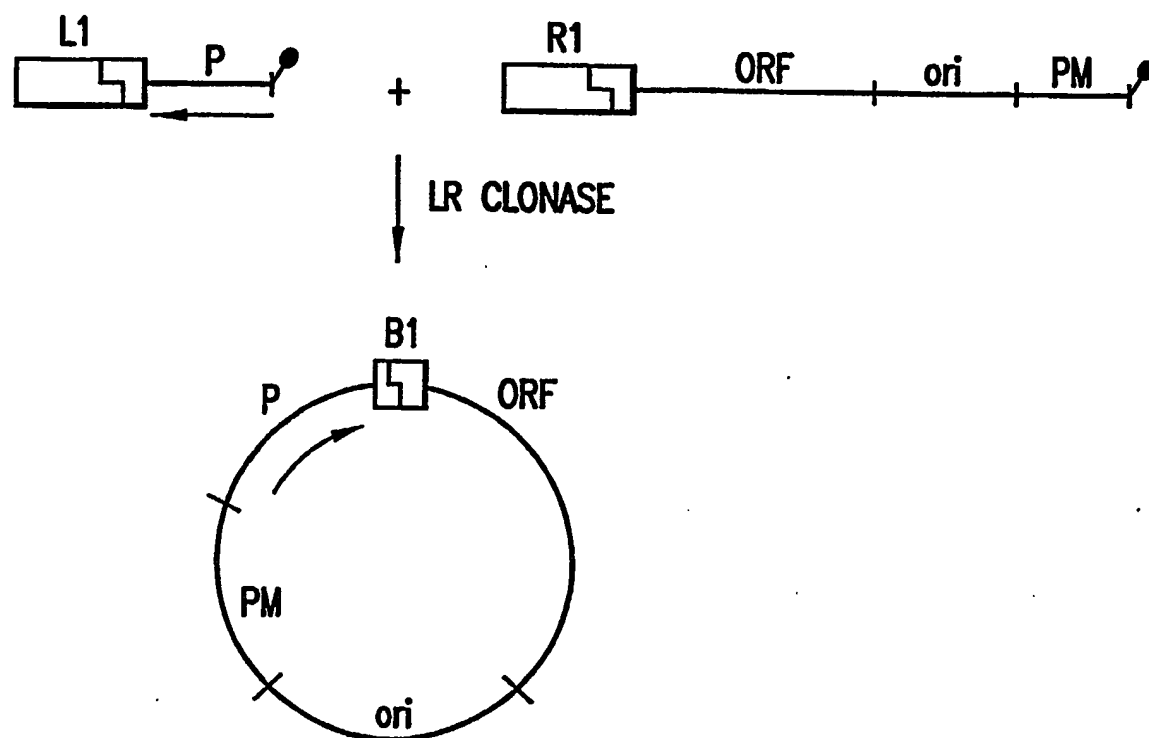 L1 P + R1 ORF ori PM
LR CLONASE
B1
P ORF
PM
ori